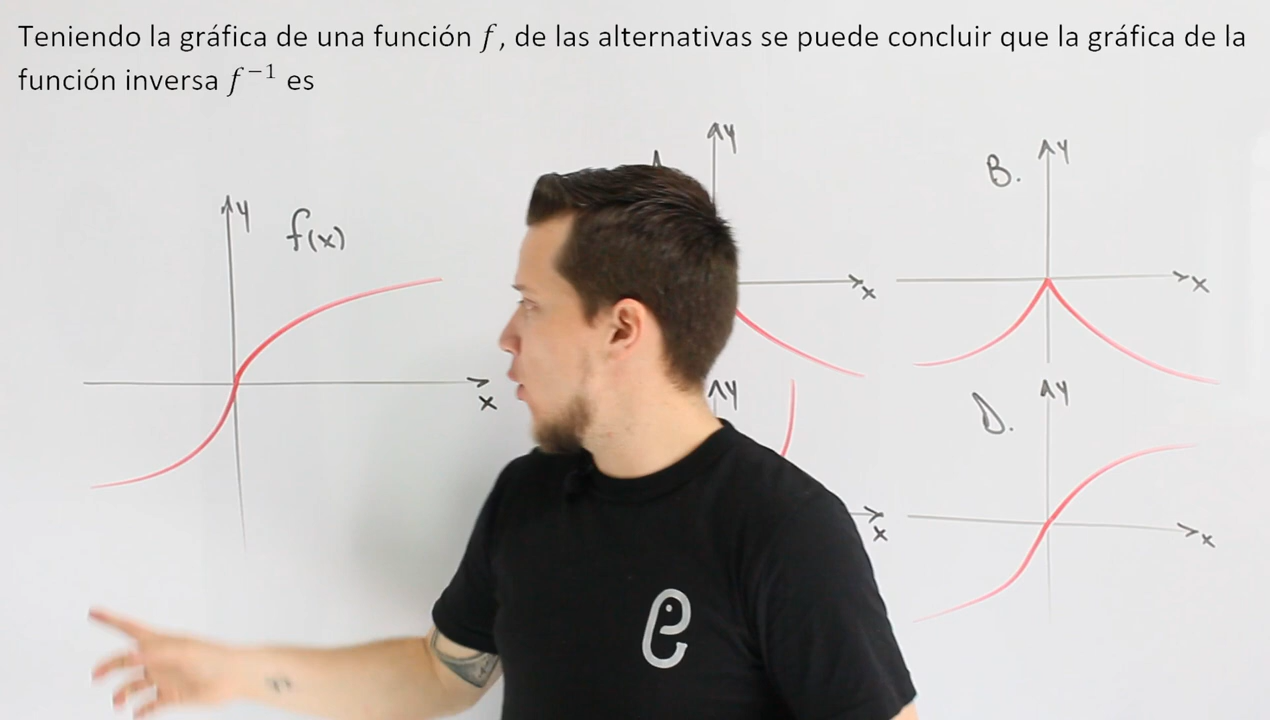 Teniendo la gráfica de una función f, de las alternativas se puede concluir que la gráfica de la
función inversa f⁻¹ es
y
f(x)
x
y
x
B.
y
x
y
x
D.
y
x